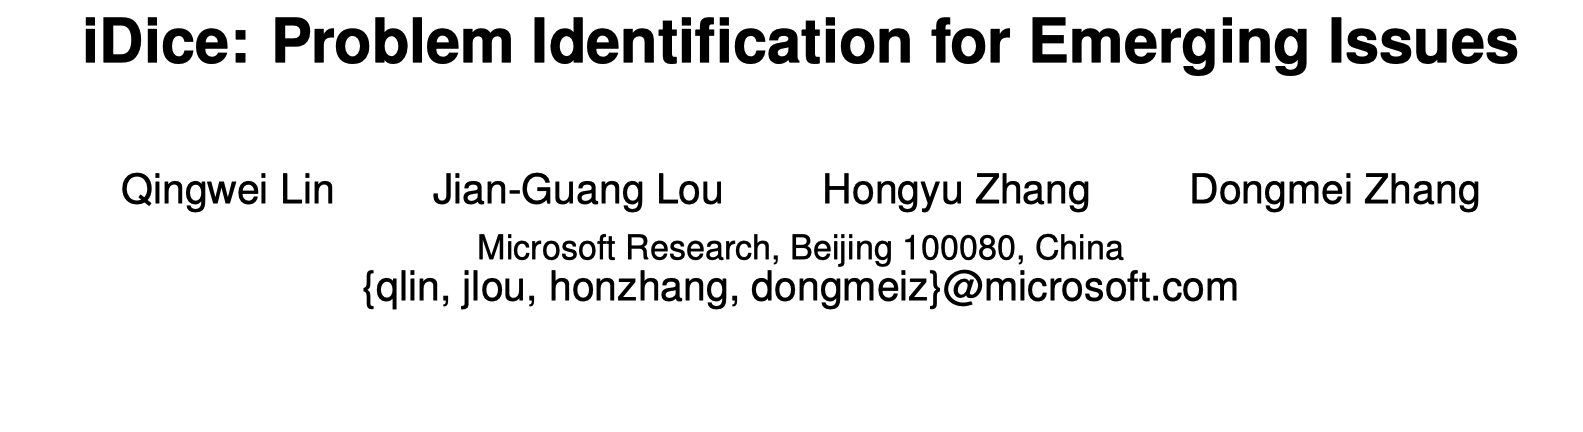 iDice: Problem Identification for Emerging Issues
Qingwei Lin Jian-Guang Lou Hongyu Zhang Dongmei Zhang
Microsoft Research, Beijing 100080, China
{qlin, jlou, honzhang, dongmeiz}@microsoft.com